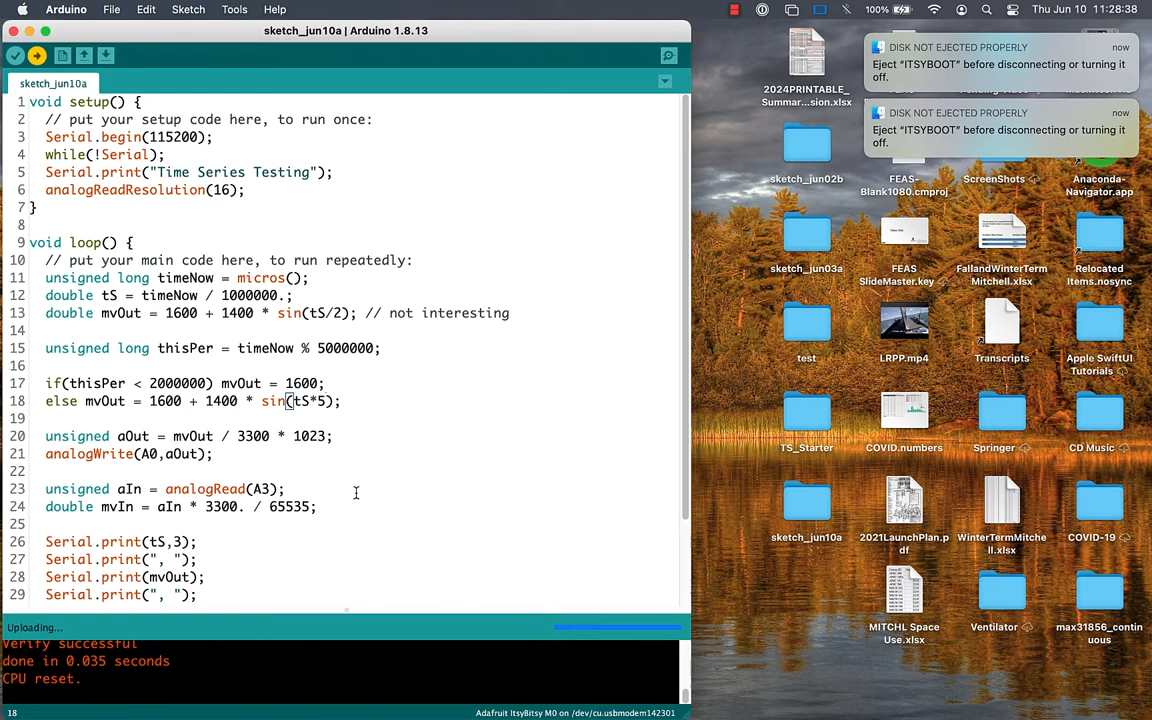 Arduino File Edit Sketch Tools Help
100% Thu Jun 10 11:28:38
sketch_jun10a | Arduino 1.8.13
sketch_jun10a
1 void setup() {
2 // put your setup code here, to run once:
3 Serial.begin(115200);
4 while(!Serial);
5 Serial.print("Time Series Testing");
6 analogReadResolution(16);
7 }
8
9 void loop() {
10 // put your main code here, to run repeatedly:
11 unsigned long timeNow = micros();
12 double tS = timeNow / 1000000.;
13 double mvOut = 1600 + 1400 * sin(tS/2); // not interesting
14
15 unsigned long thisPer = timeNow % 5000000;
16
17 if(thisPer < 2000000) mvOut = 1600;
18 else mvOut = 1600 + 1400 * sin(tS*5);
19
20 unsigned aOut = mvOut / 3300 * 1023;
21 analogWrite(A0,aOut);
22
23 unsigned aIn = analogRead(A3);
24 double mvIn = aIn * 3300. / 65535;
25
26 Serial.print(tS,3);
27 Serial.print(", ");
28 Serial.print(mvOut);
29 Serial.print(", ");
Uploading...
Verify successful
done in 0.035 seconds
CPU reset.
18
Adafruit ItsyBitsy M0 on /dev/cu.usbmodem142301
DISK NOT EJECTED PROPERLY
now
Eject “ITSYBOOT” before disconnecting or turning it
off.
DISK NOT EJECTED PROPERLY
now
Eject “ITSYBOOT” before disconnecting or turning it
off.
2024PRINTABLE_
Summar...sion.xlsx
sketch_jun02b
FEAS-
Blank1080.cmproj
ScreenShots
Anaconda-
Navigator.app
sketch_jun03a
FEAS
SlideMaster.key
FallandWinterTerm
Mitchell.xlsx
Relocated
Items.nosync
test
LRPP.mp4
Transcripts
Apple SwiftUI
Tutorials
TS_Starter
COVID.numbers
Springer
CD Music
sketch_jun10a
2021LaunchPlan.p
df
WinterTermMitche
ll.xlsx
COVID-19
MITCHL Space
Use.xlsx
Ventilator
max31856_contin
uous